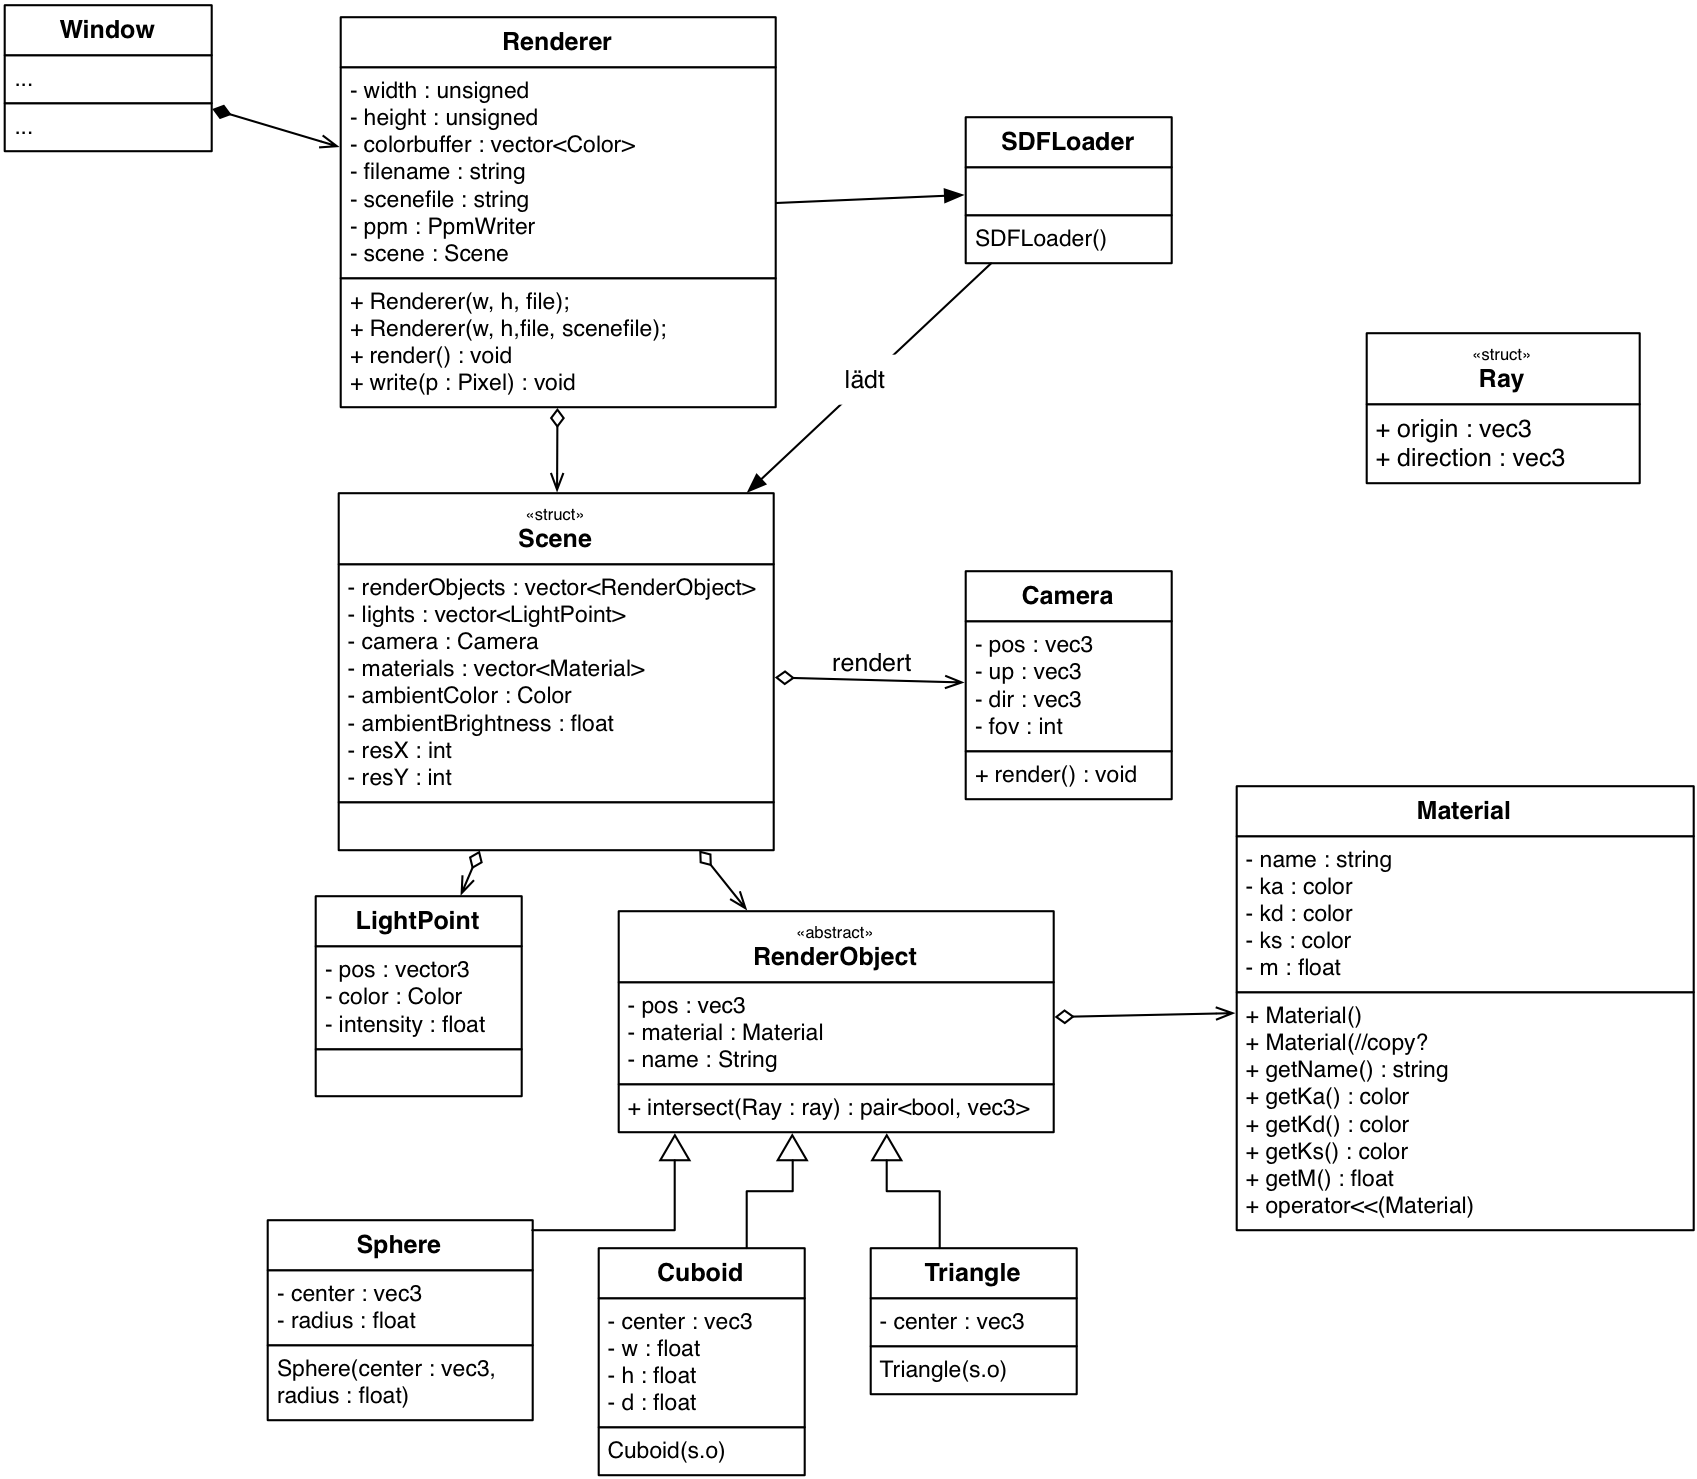 Window
...
...
Renderer
- width : unsigned
- height : unsigned
- colorbuffer : vector<Color>
- filename : string
- scenefile : string
- ppm : PpmWriter
- scene : Scene
+ Renderer(w, h, file);
+ Renderer(w, h,file, scenefile);
+ render() : void
+ write(p : Pixel) : void
SDFLoader
SDFLoader()
lädt
«struct»
Ray
+ origin : vec3
+ direction : vec3
«struct»
Scene
- renderObjects : vector<RenderObject>
- lights : vector<LightPoint>
- camera : Camera
- materials : vector<Material>
- ambientColor : Color
- ambientBrightness : float
- resX : int
- resY : int
rendert
Camera
- pos : vec3
- up : vec3
- dir : vec3
- fov : int
+ render() : void
Material
- name : string
- ka : color
- kd : color
- ks : color
- m : float
+ Material()
+ Material(//copy?
+ getName() : string
+ getKa() : color
+ getKd() : color
+ getKs() : color
+ getM() : float
+ operator<<(Material)
LightPoint
- pos : vector3
- color : Color
- intensity : float
«abstract»
RenderObject
- pos : vec3
- material : Material
- name : String
+ intersect(Ray : ray) : pair<bool, vec3>
Sphere
- center : vec3
- radius : float
Sphere(center : vec3,
radius : float)
Cuboid
- center : vec3
- w : float
- h : float
- d : float
Cuboid(s.o)
Triangle
- center : vec3
Triangle(s.o)